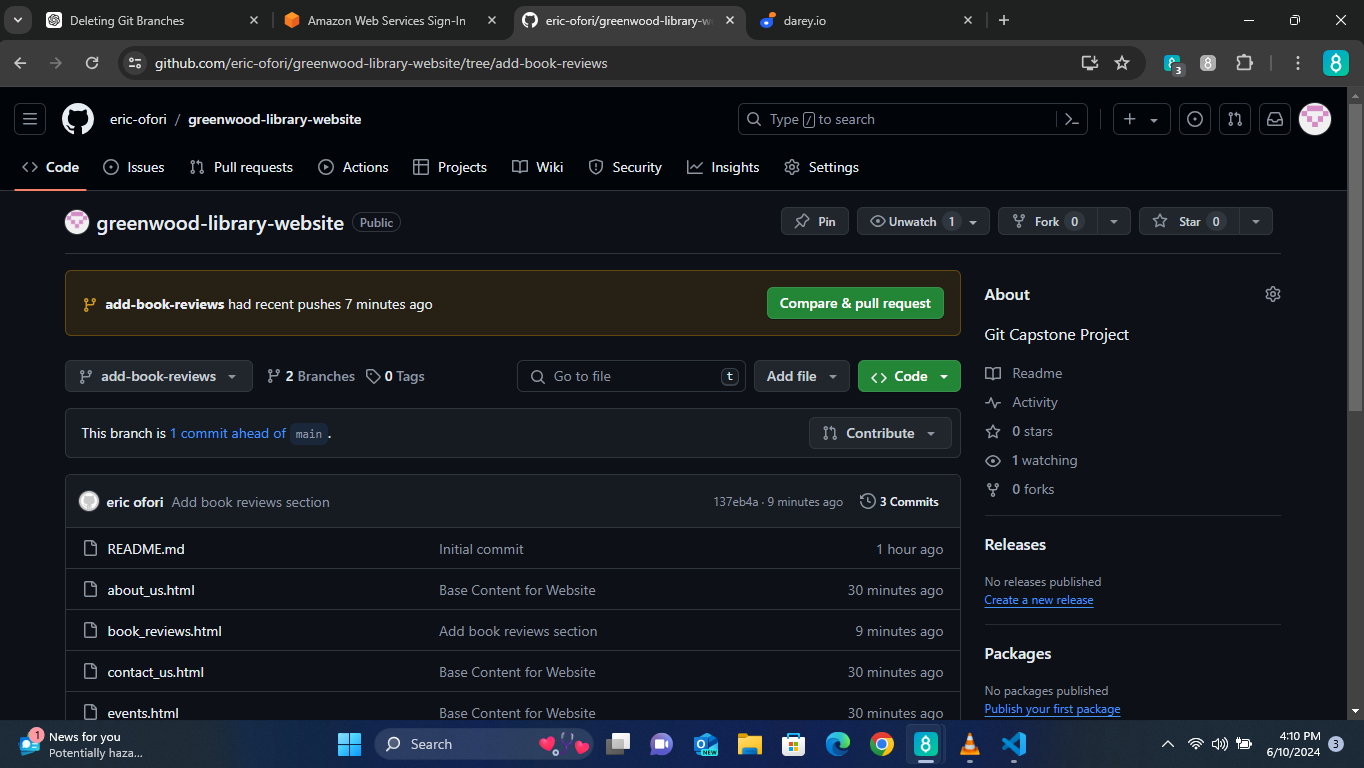 Deleting Git Branches
Amazon Web Services Sign-In
eric-ofori/greenwood-library-w
darey.io
github.com/eric-ofori/greenwood-library-website/tree/add-book-reviews
3
eric-ofori / greenwood-library-website
Type / to search
Code
Issues
Pull requests
Actions
Projects
Wiki
Security
Insights
Settings
greenwood-library-website Public
Pin
Unwatch 1
Fork 0
Star 0
add-book-reviews had recent pushes 7 minutes ago
Compare & pull request
add-book-reviews
2 Branches
0 Tags
Go to file t
Add file
Code
This branch is 1 commit ahead of main .
Contribute
eric ofori Add book reviews section 137eb4a · 9 minutes ago 3 Commits
README.md Initial commit 1 hour ago
about_us.html Base Content for Website 30 minutes ago
book_reviews.html Add book reviews section 9 minutes ago
contact_us.html Base Content for Website 30 minutes ago
events.html Base Content for Website 30 minutes ago
About
Git Capstone Project
Readme
Activity
0 stars
1 watching
0 forks
Releases
No releases published
Create a new release
Packages
No packages published
Publish your first package
1
News for you
Potentially haza...
Search
NEW
4:10 PM
6/10/2024
3